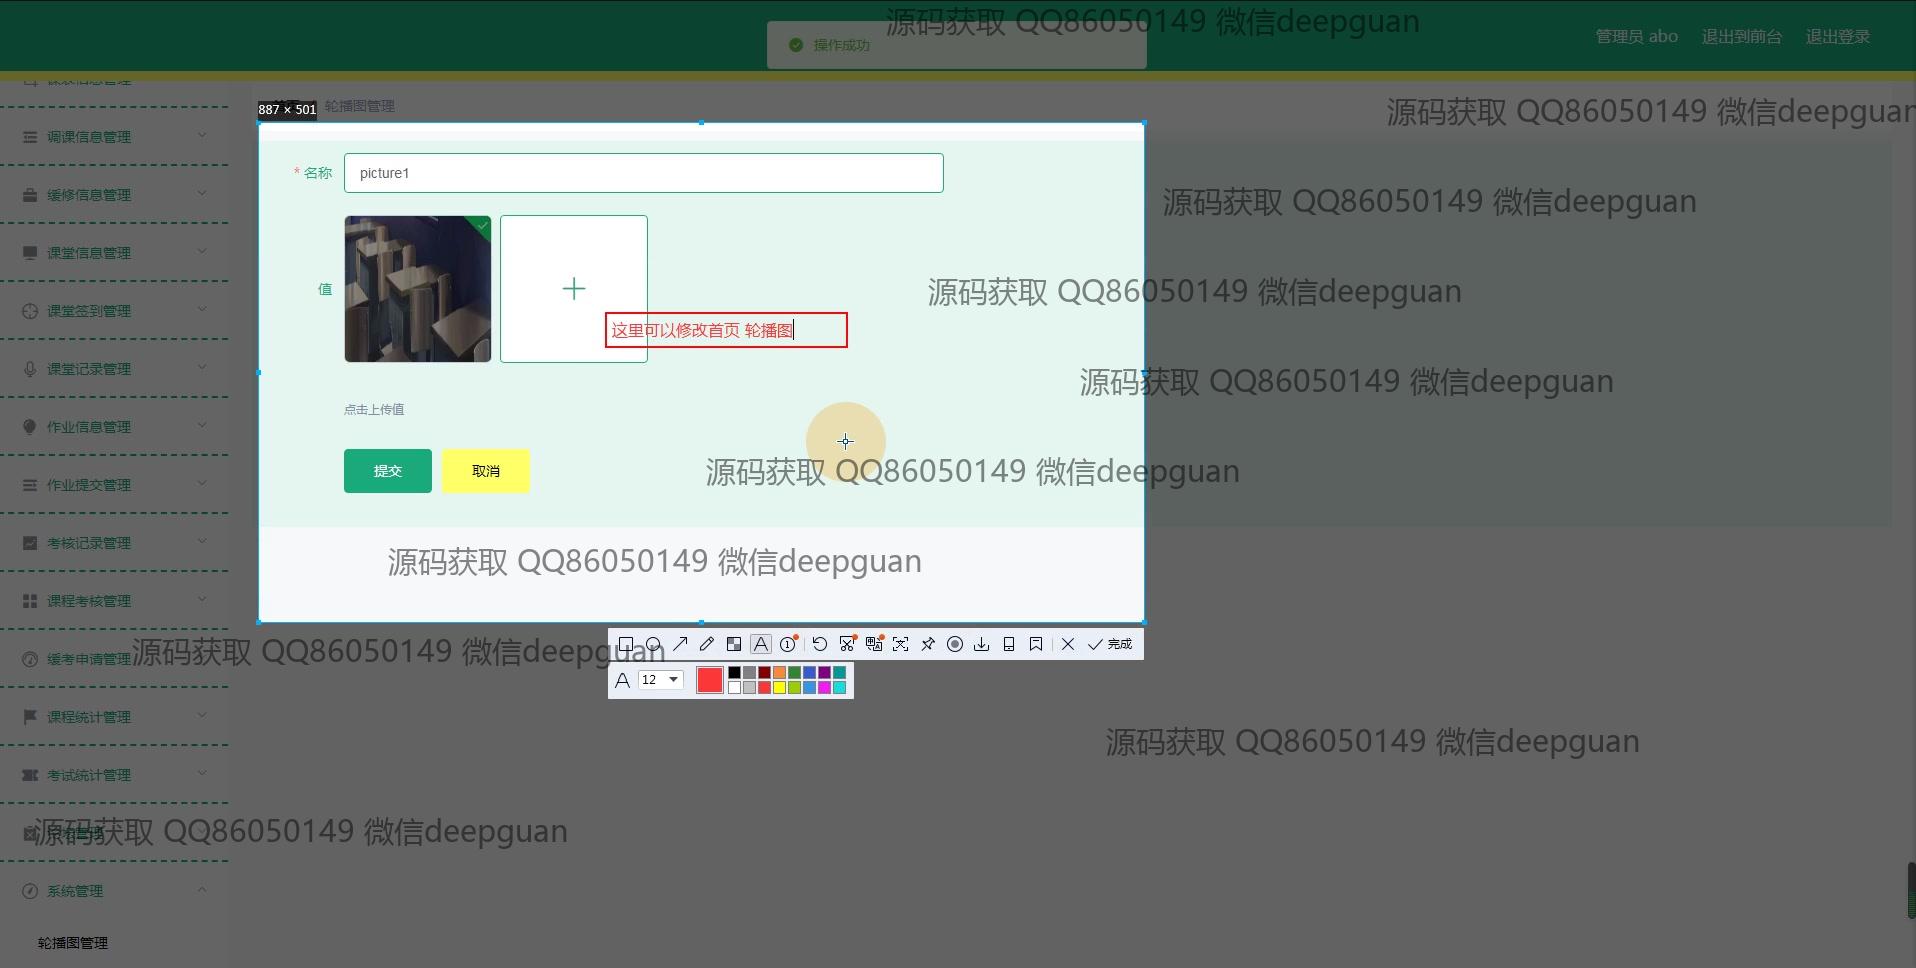 源码获取 QQ86050149 微信deepguan
操作成功
管理员 abo 退出到前台 退出登录
课表信息管理
887 × 501
轮播图管理
源码获取 QQ86050149 微信deepguan
调课信息管理
* 名称 picture1
缓修信息管理
源码获取 QQ86050149 微信deepguan
课堂信息管理
值
源码获取 QQ86050149 微信deepguan
课堂签到管理
这里可以修改首页 轮播图
课堂记录管理
源码获取 QQ86050149 微信deepguan
点击上传值
作业信息管理
提交 取消
源码获取 QQ86050149 微信deepguan
作业提交管理
考核记录管理
源码获取 QQ86050149 微信deepguan
课程考核管理
完成
缓考申请管理
源码获取 QQ86050149 微信deepguan
A 12
课程统计管理
源码获取 QQ86050149 微信deepguan
考试统计管理
源码获取 QQ86050149 微信deepguan
系统管理
轮播图管理